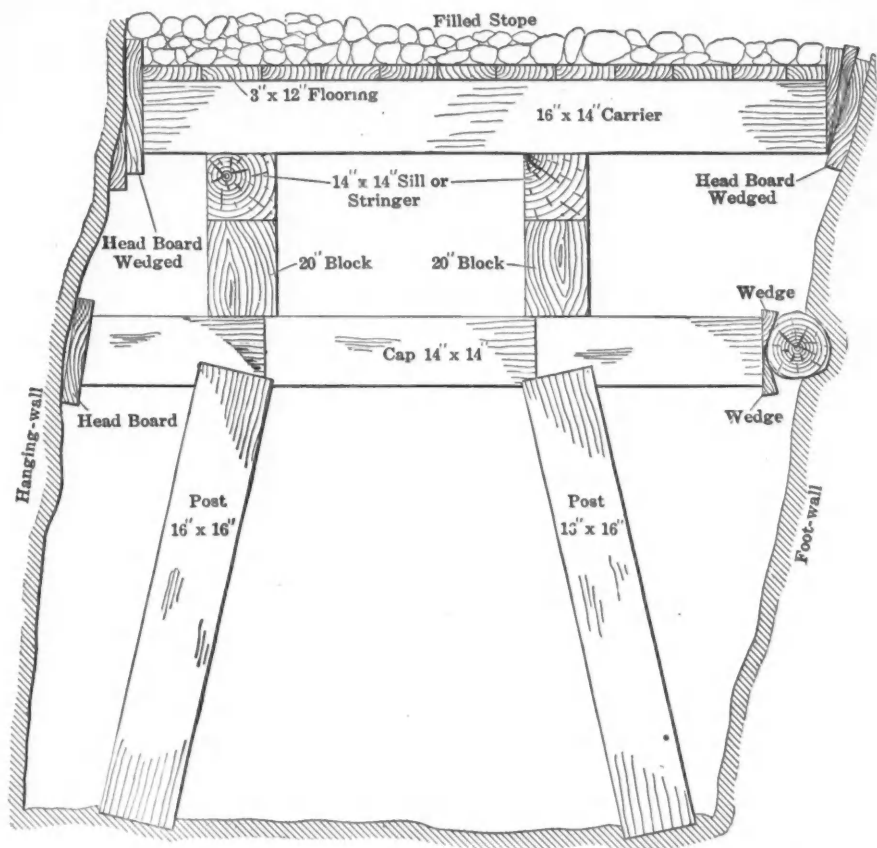 Filled Stope
3" x 12" Flooring
16" x 14" Carrier
14" x 14" Sill or
Stringer
Head Board
Wedged
Head Board
Wedged
20" Block
20" Block
Wedge
Cap 14" x 14"
Head Board
Wedge
Hanging-wall
Foot-wall
Post
16" x 16"
Post
16" x 16"